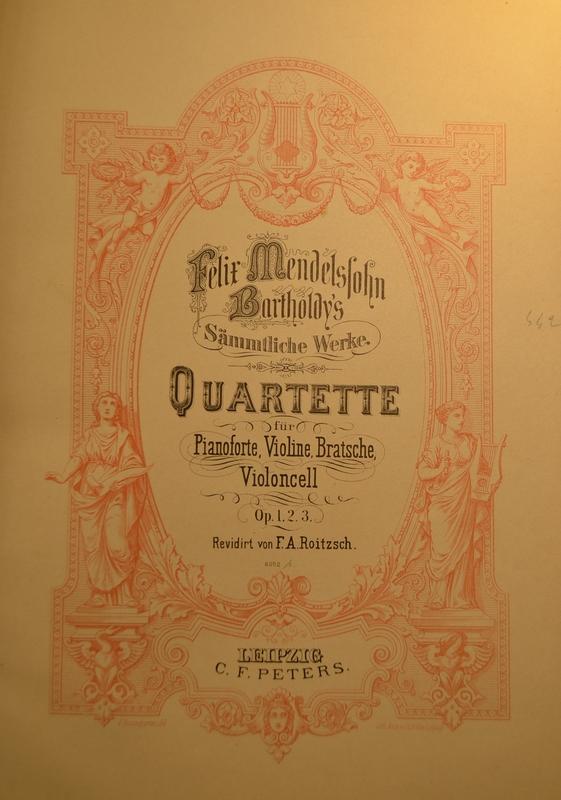 Felix Mendelssohn
Bartholdy's
Sämmtliche Werke.
QUARTETTE
für
Pianoforte, Violine, Bratsche,
Violoncell
Op. 1. 2. 3.
Revidirt von F. A. Roitzsch.
LEIPZIG
C. F. PETERS.